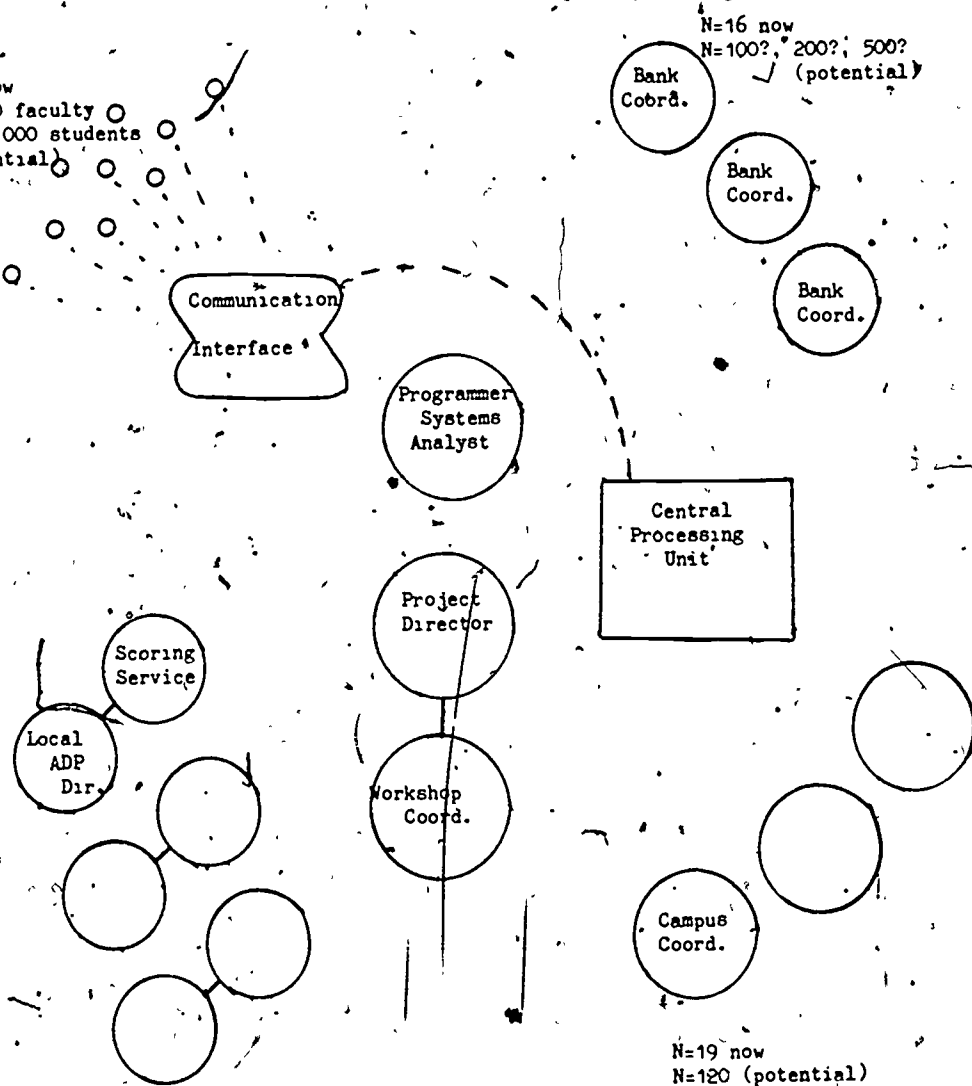 N=16 now
N=100?, 200?, 500?
(potential)
faculty
000 students
Bank
Coord.
Bank
Coord.
Bank
Coord.
Communication
Interface
Programmer
Systems
Analyst
Central
Processing
Unit
Project
Director
Scoring
Service
Local
ADP
Dir.
Workshop
Coord.
Campus
Coord.
N=19 now
N=120 (potential)